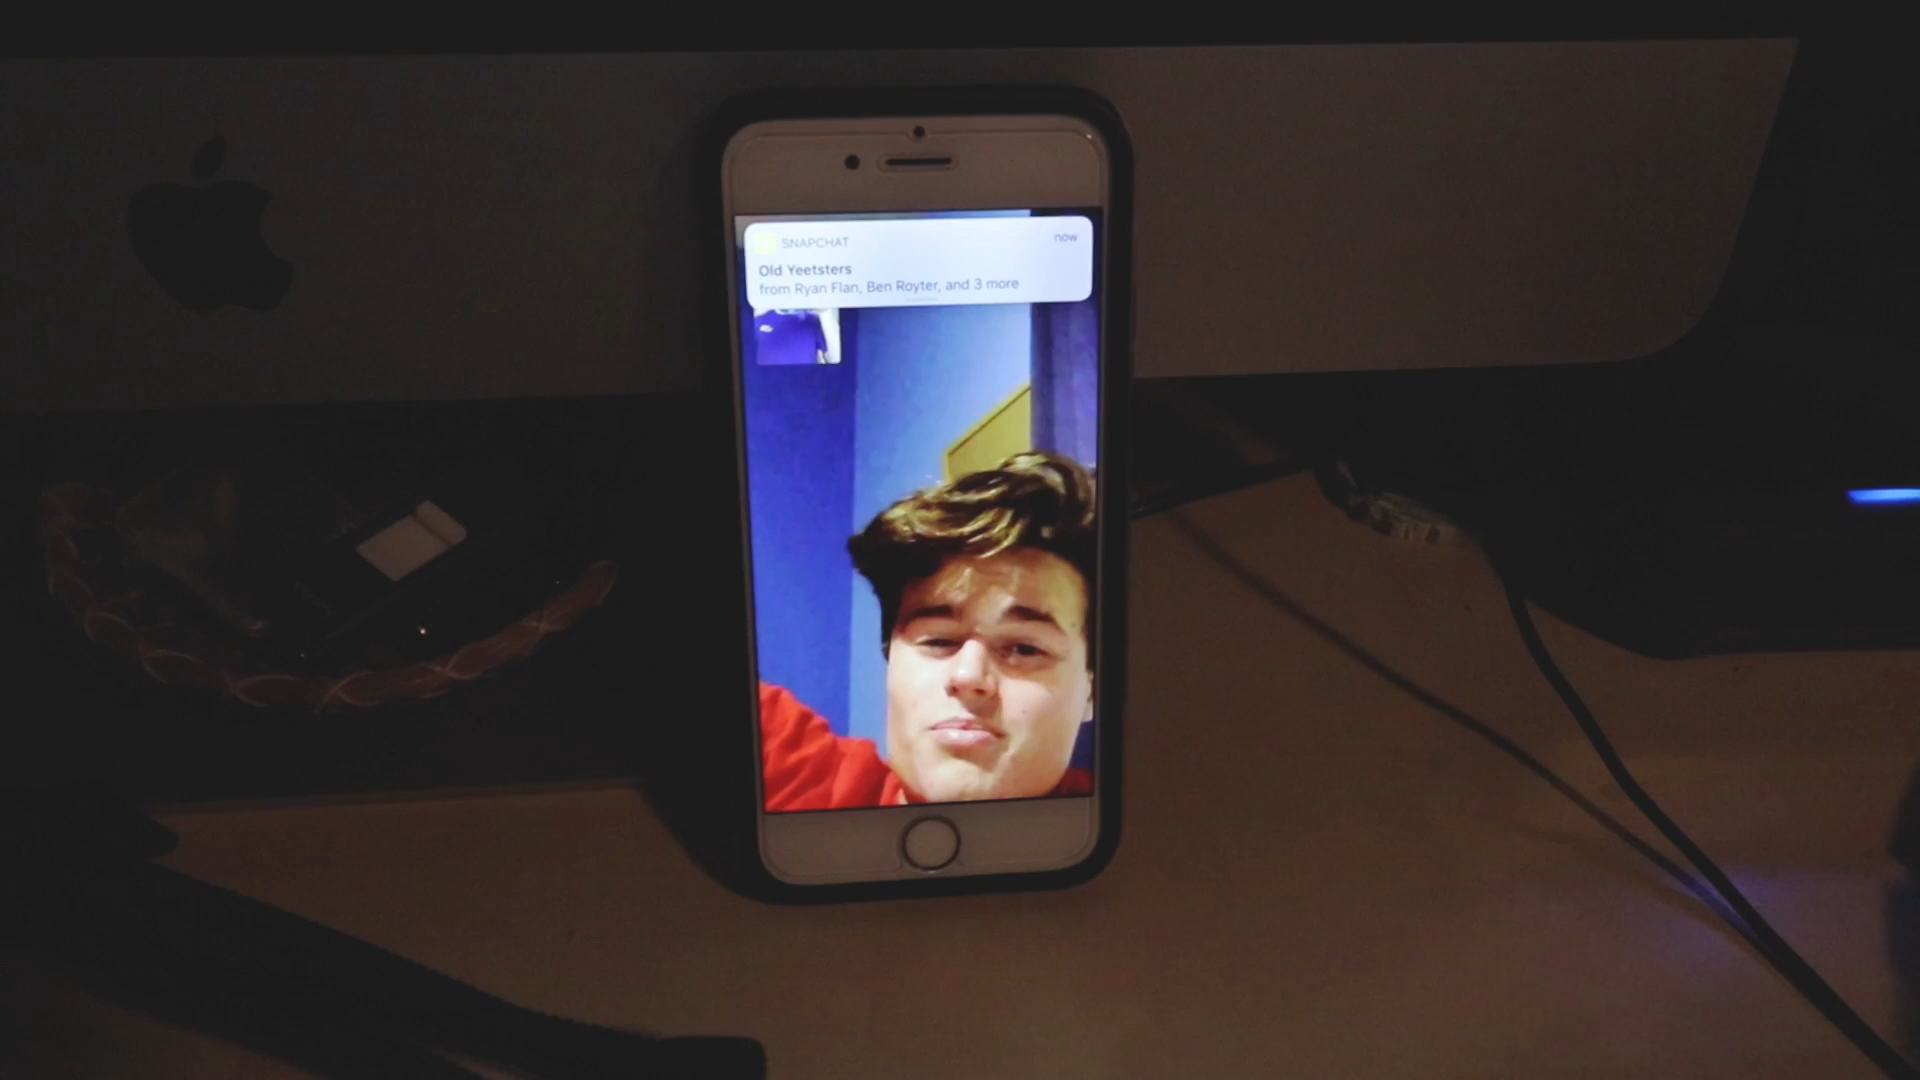 SNAPCHAT now
Old Yeetsters
from Ryan Flan, Ben Royter, and 3 more